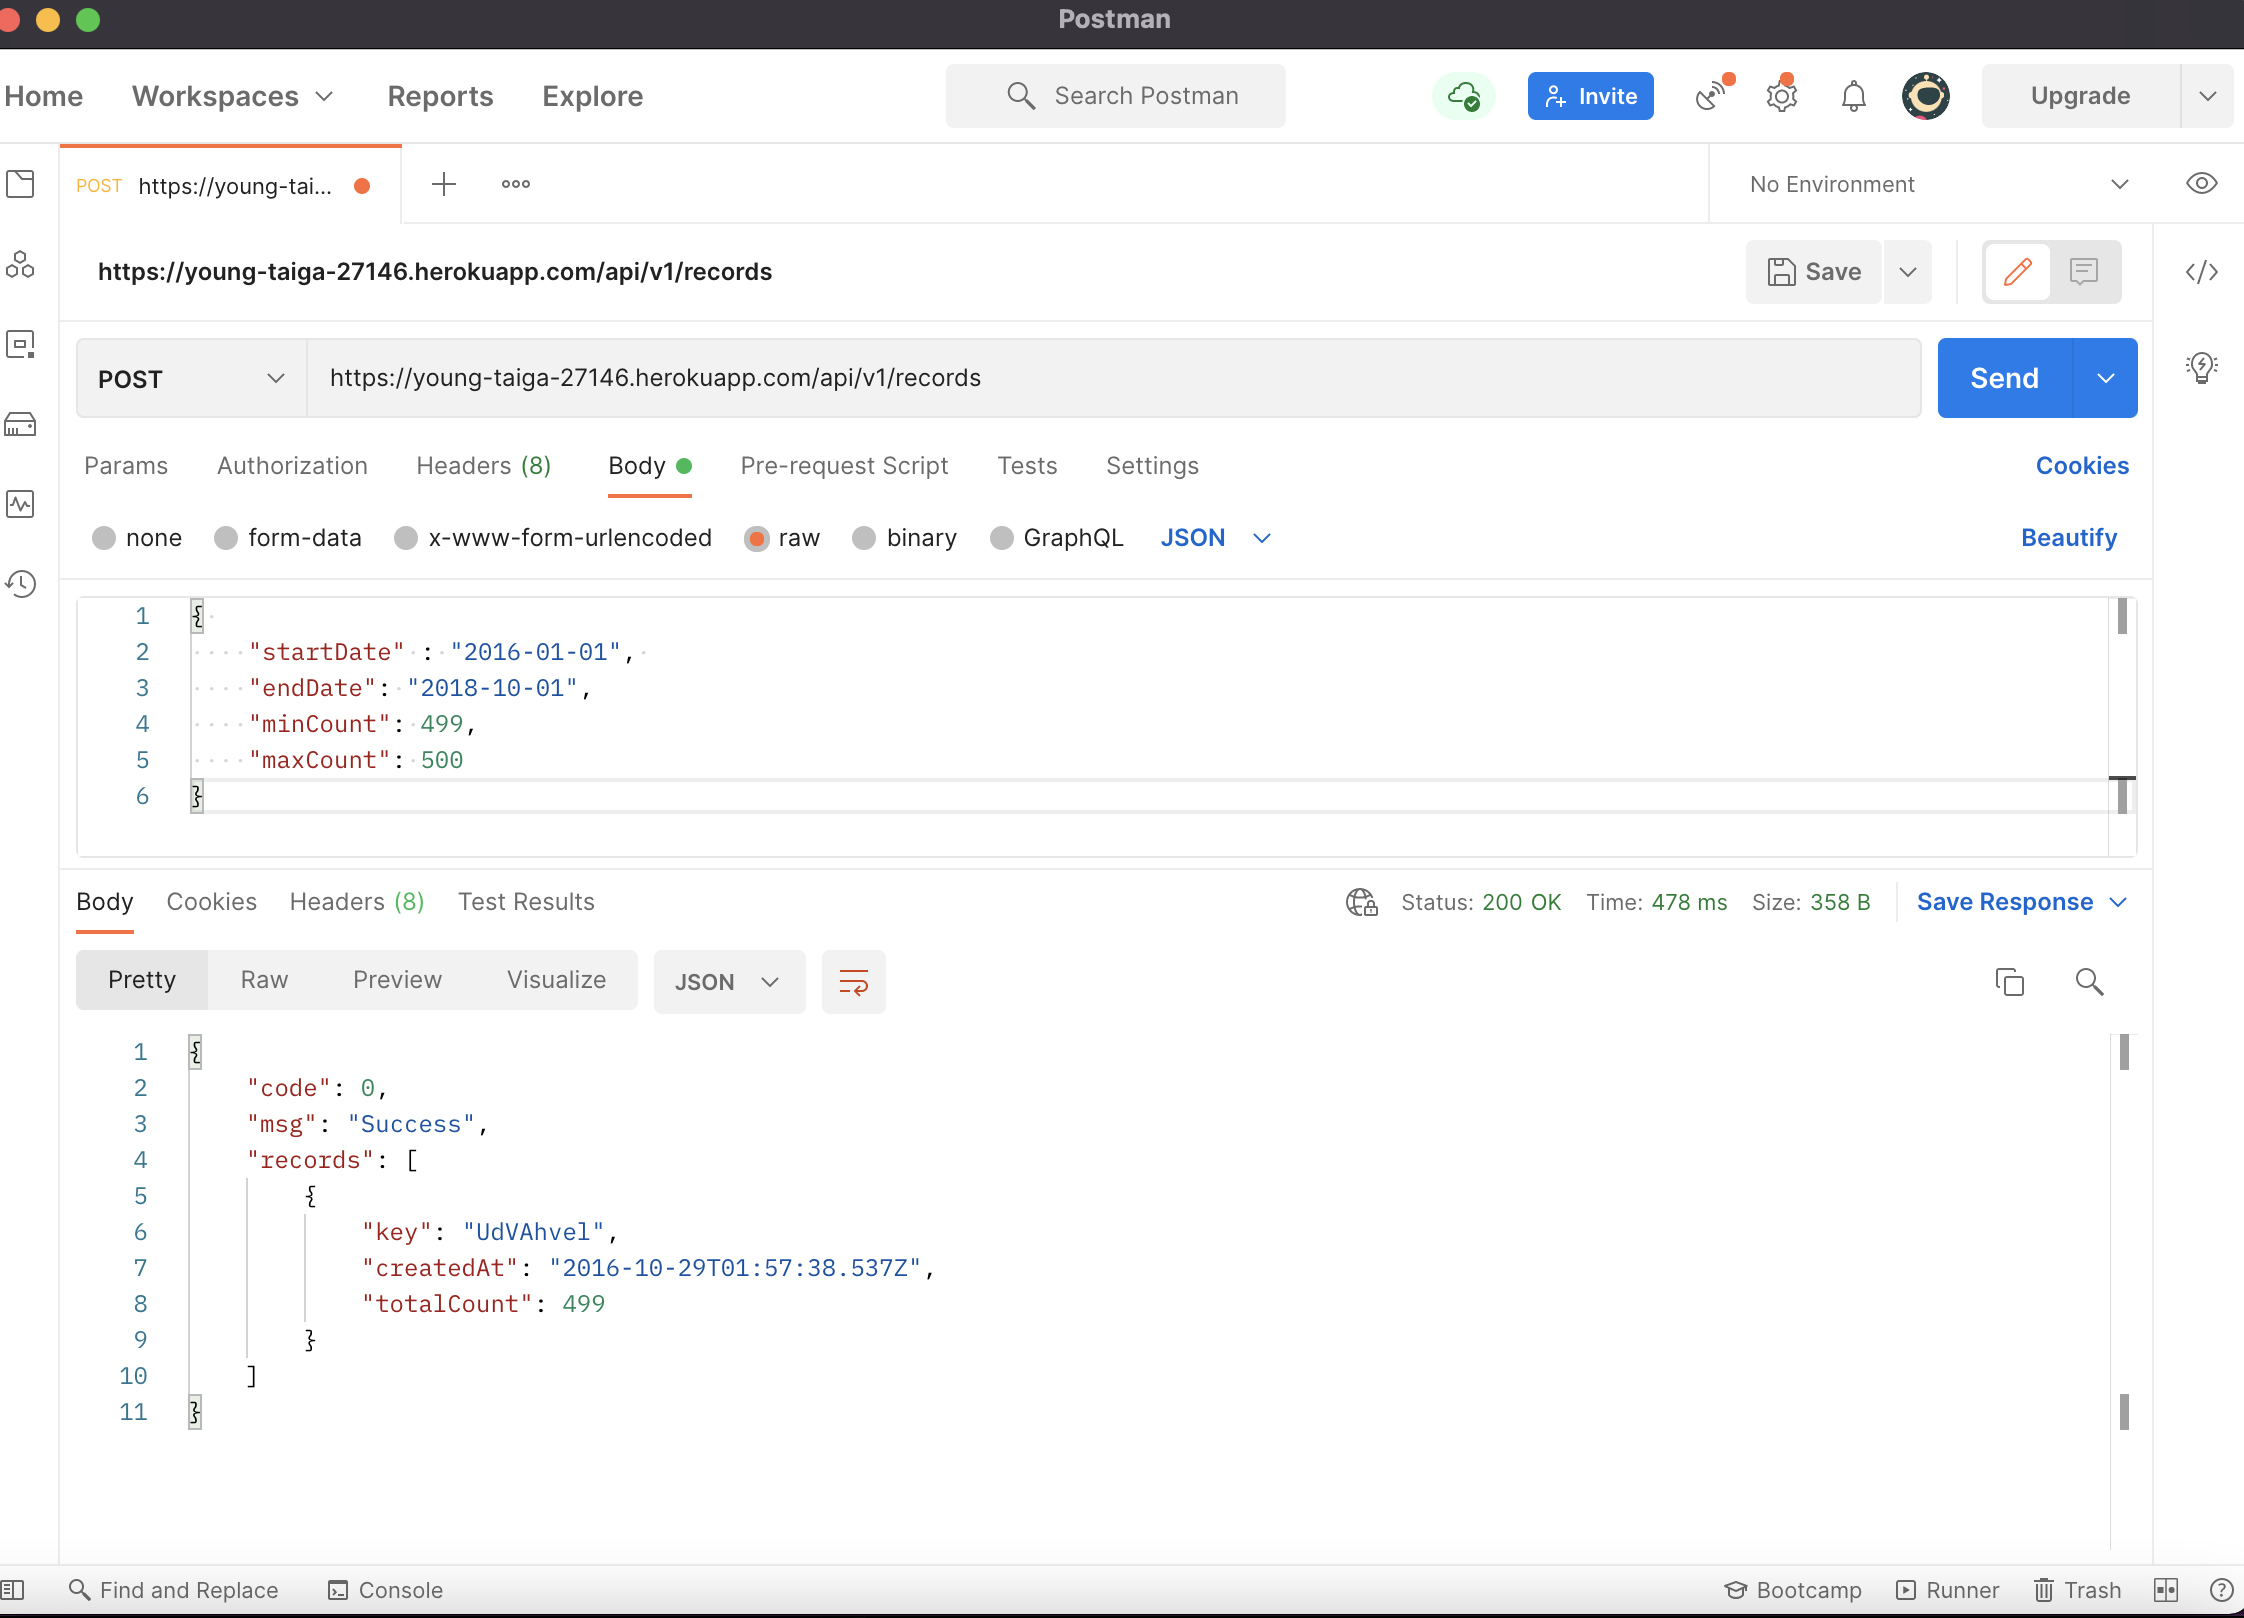 Postman
Home Workspaces Reports Explore Search Postman Invite Upgrade
POST https://young-tai... No Environment
https://young-taiga-27146.herokuapp.com/api/v1/records Save
POST https://young-taiga-27146.herokuapp.com/api/v1/records Send
Params Authorization Headers (8) Body Pre-request Script Tests Settings Cookies
none form-data x-www-form-urlencoded raw binary GraphQL JSON Beautify
1 {
2 "startDate" : "2016-01-01",
3 "endDate": "2018-10-01",
4 "minCount": 499,
5 "maxCount": 500
6 }
Body Cookies Headers (8) Test Results Status: 200 OK Time: 478 ms Size: 358 B Save Response
Pretty Raw Preview Visualize JSON
1 {
2 "code": 0,
3 "msg": "Success",
4 "records": [
5 {
6 "key": "UdVAhvel",
7 "createdAt": "2016-10-29T01:57:38.537Z",
8 "totalCount": 499
9 }
10 ]
11 }
Find and Replace Console Bootcamp Runner Trash